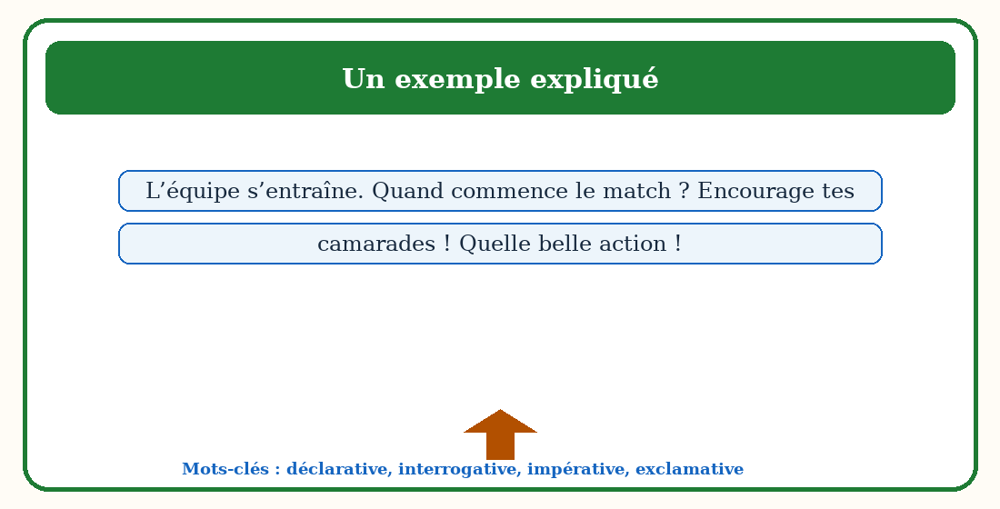 Un exemple expliqué
L’équipe s’entraîne. Quand commence le match ? Encourage tes
camarades ! Quelle belle action !
Mots-clés : déclarative, interrogative, impérative, exclamative